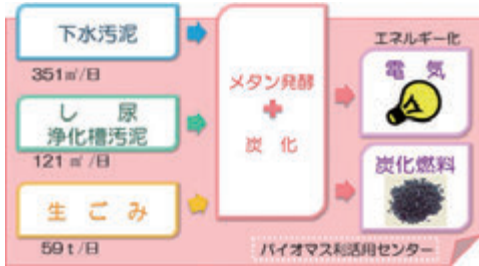 下水汚泥
351㎥/日
し 尿
浄化槽汚泥
121㎥/日
生 ご み
59t/日
メタン発酵
+
炭 化
エネルギー化
電 気
炭化燃料
バイオマス利活用センター